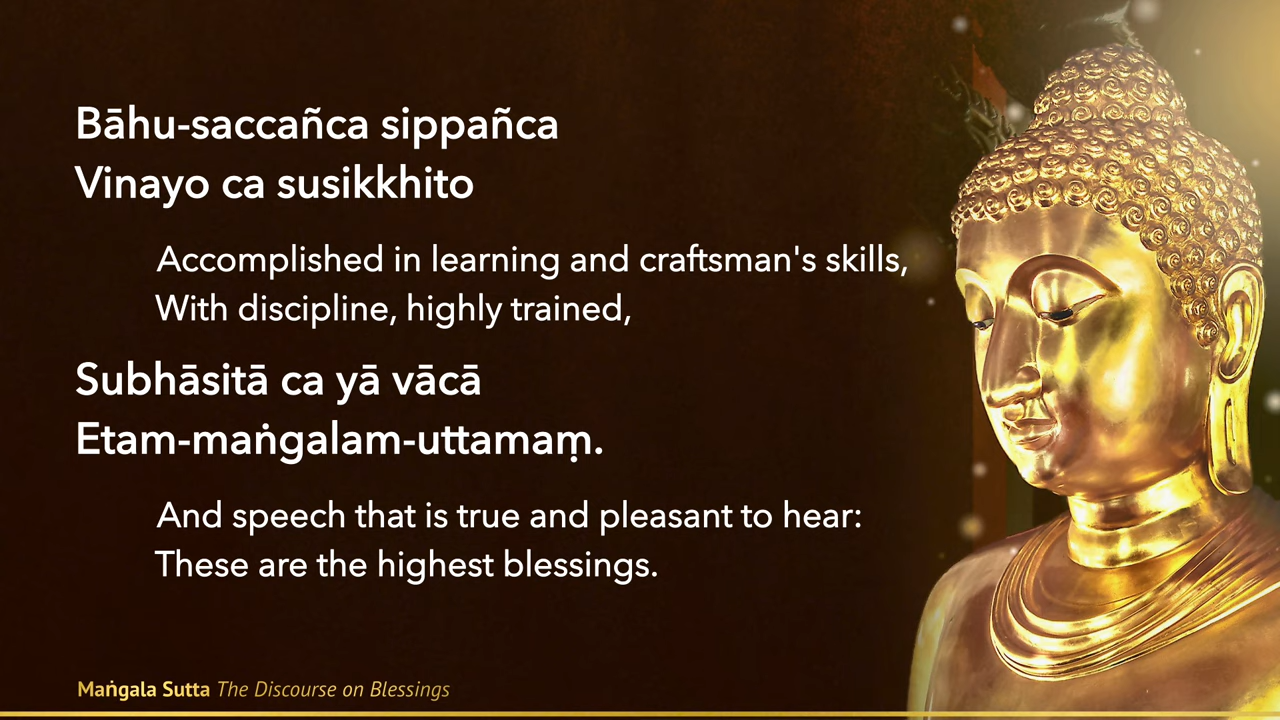 Bāhu-saccañca sippañca
Vinayo ca susikkhito
Accomplished in learning and craftsman's skills,
With discipline, highly trained,
Subhāsitā ca yā vācā
Etam-maṅgalam-uttamaṃ.
And speech that is true and pleasant to hear:
These are the highest blessings.
Maṅgala Sutta The Discourse on Blessings